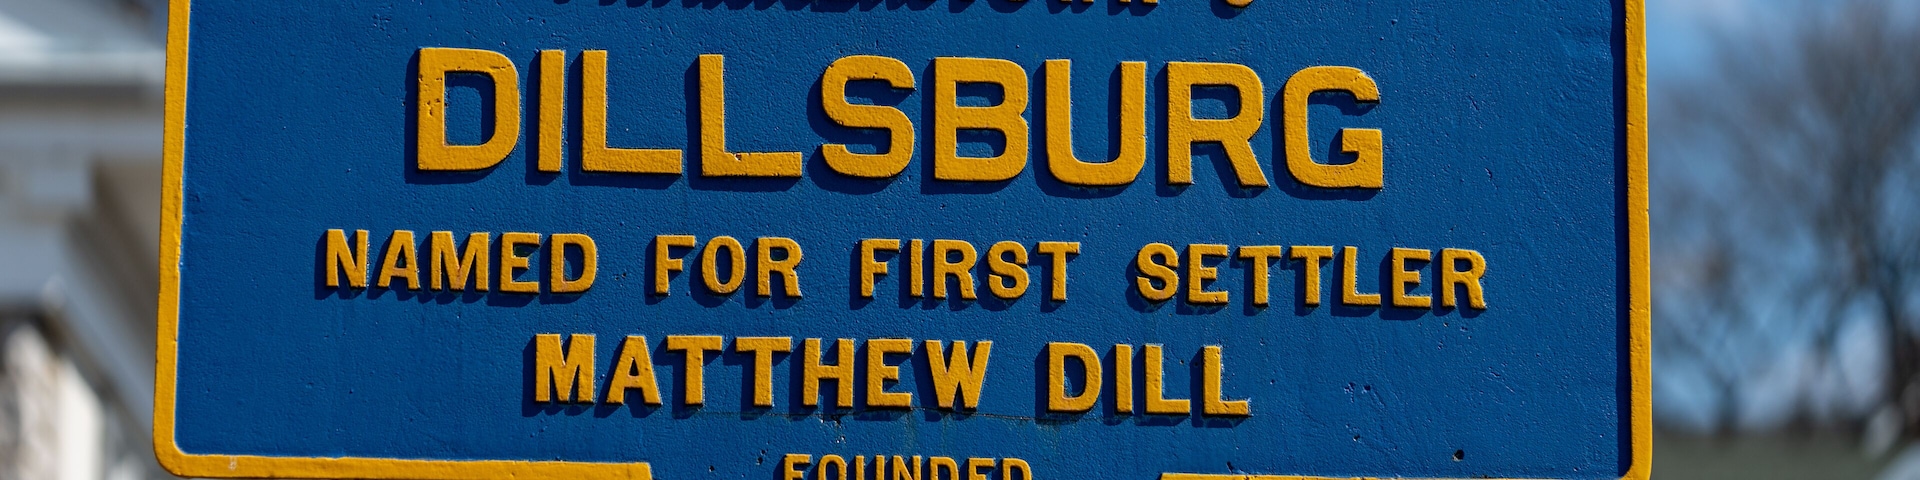 DILLSBURG
NAMED FOR FIRST SETTLER
MATTHEW DILL
FOUNDED